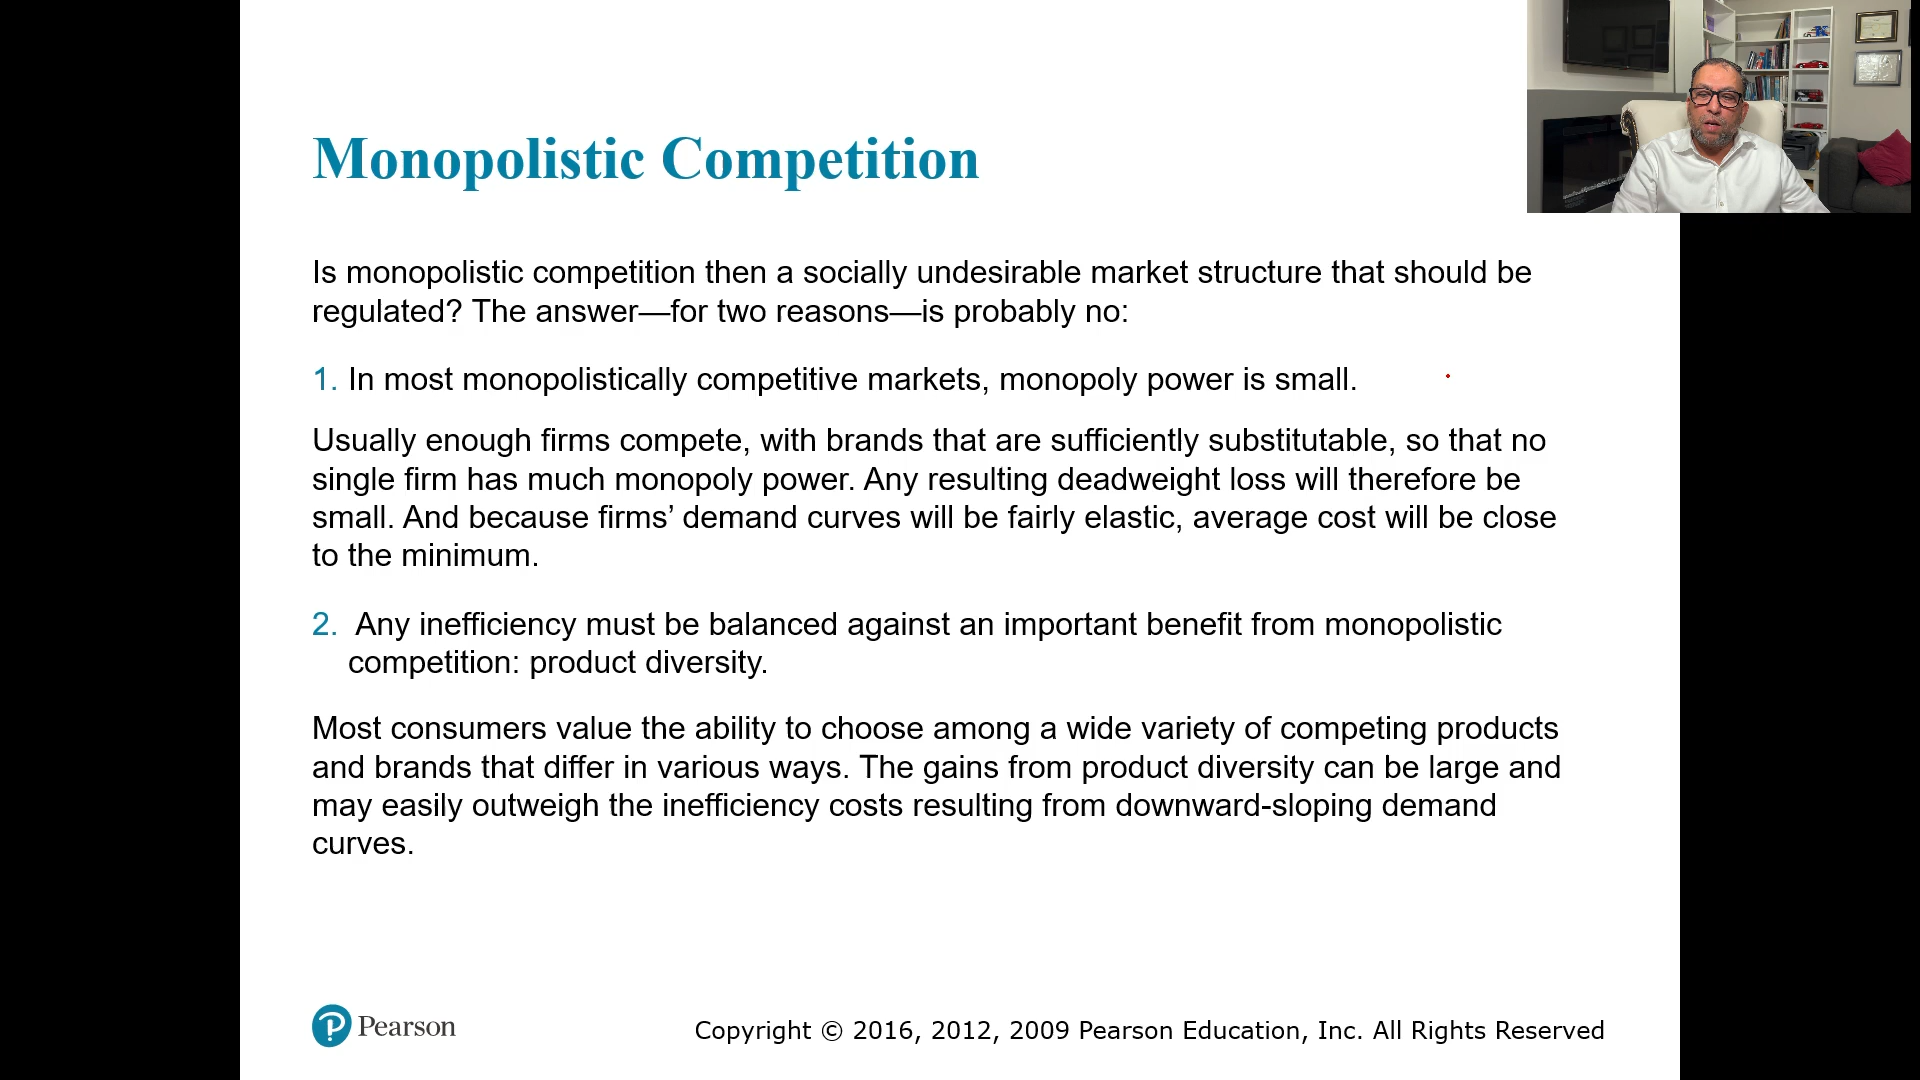 Monopolistic Competition
Is monopolistic competition then a socially undesirable market structure that should be
regulated? The answer—for two reasons—is probably no:
1. In most monopolistically competitive markets, monopoly power is small.
Usually enough firms compete, with brands that are sufficiently substitutable, so that no
single firm has much monopoly power. Any resulting deadweight loss will therefore be
small. And because firms’ demand curves will be fairly elastic, average cost will be close
to the minimum.
2. Any inefficiency must be balanced against an important benefit from monopolistic
competition: product diversity.
Most consumers value the ability to choose among a wide variety of competing products
and brands that differ in various ways. The gains from product diversity can be large and
may easily outweigh the inefficiency costs resulting from downward-sloping demand
curves.
Pearson
Copyright © 2016, 2012, 2009 Pearson Education, Inc. All Rights Reserved